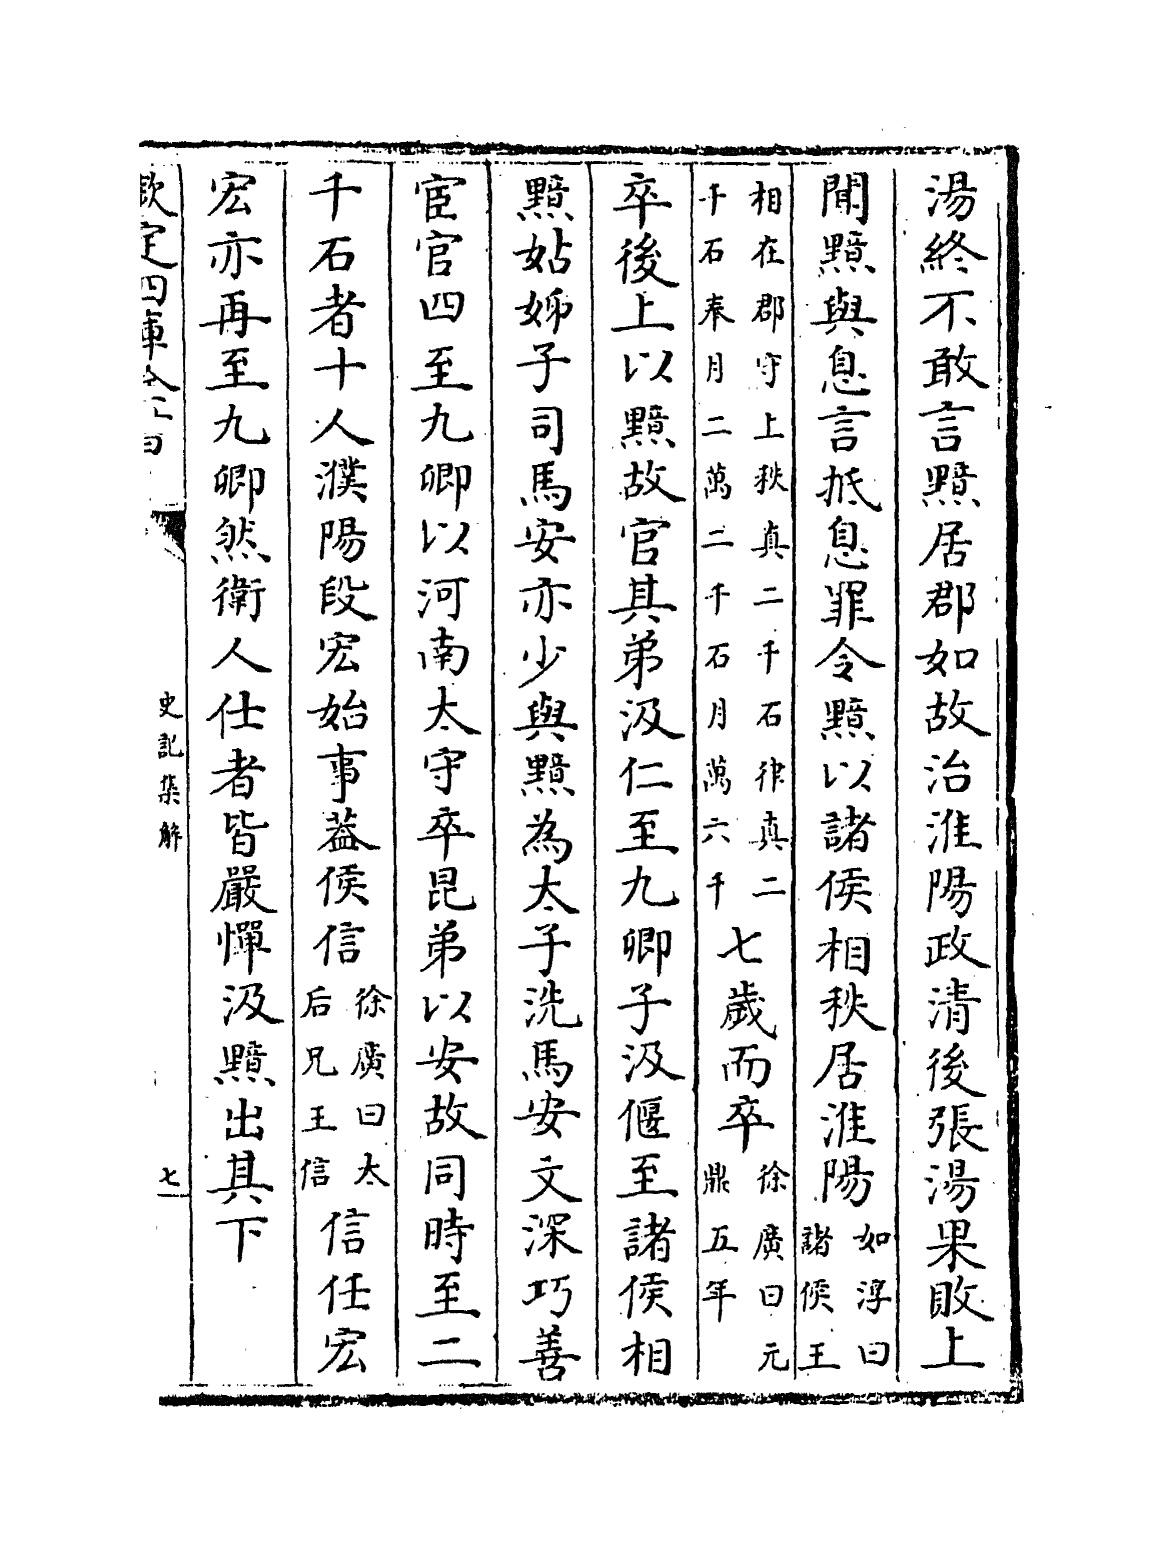 湯終不敢言黯居郡如故治淮陽政清後張湯果敗上
聞黯與息言抵息罪令黯以諸侯相秩居淮陽如淳曰諸侯王
相在郡守上秩真二千石律真二千石奉月二萬二千石月萬六千七歲而卒徐廣曰元鼎五年
卒後上以黯故官其弟汲仁至九卿子汲偃至諸侯相
黯姑姊子司馬安亦少與黯為太子洗馬安文深巧善
宦官四至九卿以河南太守卒昆弟以安故同時至二
千石者十人濮陽段宏始事蓋侯信徐廣曰太后兄王信信任宏
宏亦再至九卿然衛人仕者皆嚴憚汲黯出其下
欽定四庫全書
史記集解
七